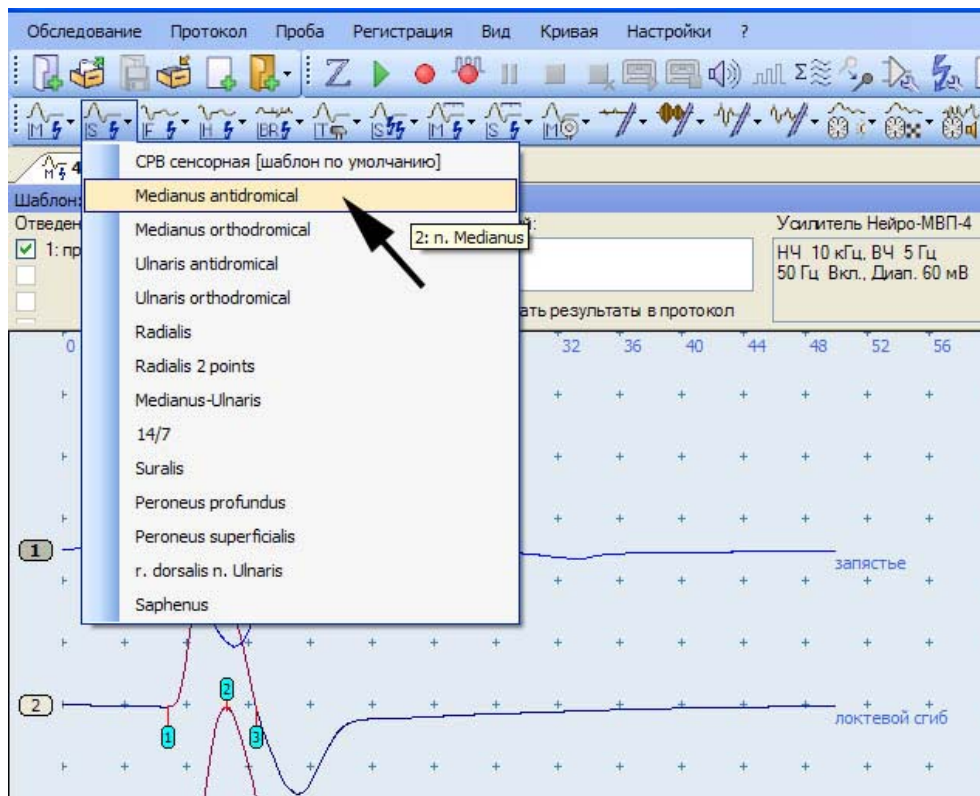 Обследование Протокол Проба Регистрация Вид Кривая Настройки ?
СРВ сенсорная [шаблон по умолчанию]
Medianus antidromical
2: n. Medianus
Medianus orthodromical
Ulnaris antidromical
Ulnaris orthodromical
Radialis
Radialis 2 points
Medianus-Ulnaris
14/7
Suralis
Peroneus profundus
Peroneus superficialis
r. dorsalis n. Ulnaris
Saphenus
Шаблон:
Отведен
1: пр
й:
Усилитель Нейро-МВП-4
НЧ 10 кГц, ВЧ 5 Гц
50 Гц Вкл., Диап. 60 мВ
ать результаты в протокол
0 32 36 40 44 48 52 56
1
запястье
2
2
локтевой сгиб
1
3